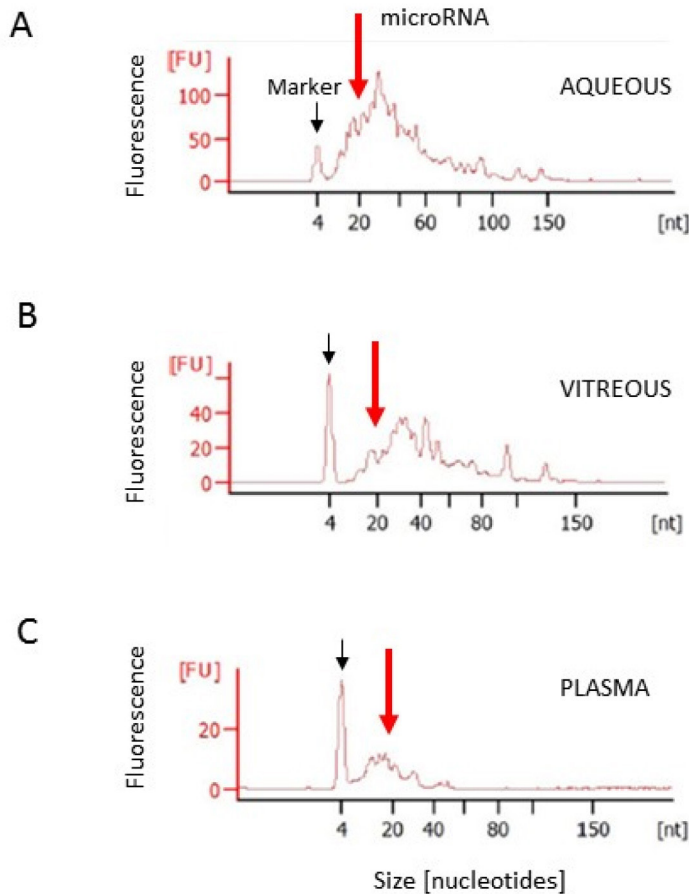 A
microRNA
Fluorescence
[FU]
Marker
AQUEOUS
100
50
0
4 20 60 100 150 [nt]
B
Fluorescence
[FU]
VITREOUS
40
20
0
4 20 40 80 150 [nt]
C
Fluorescence
[FU]
PLASMA
20
0
4 20 40 80 150 [nt]
Size [nucleotides]